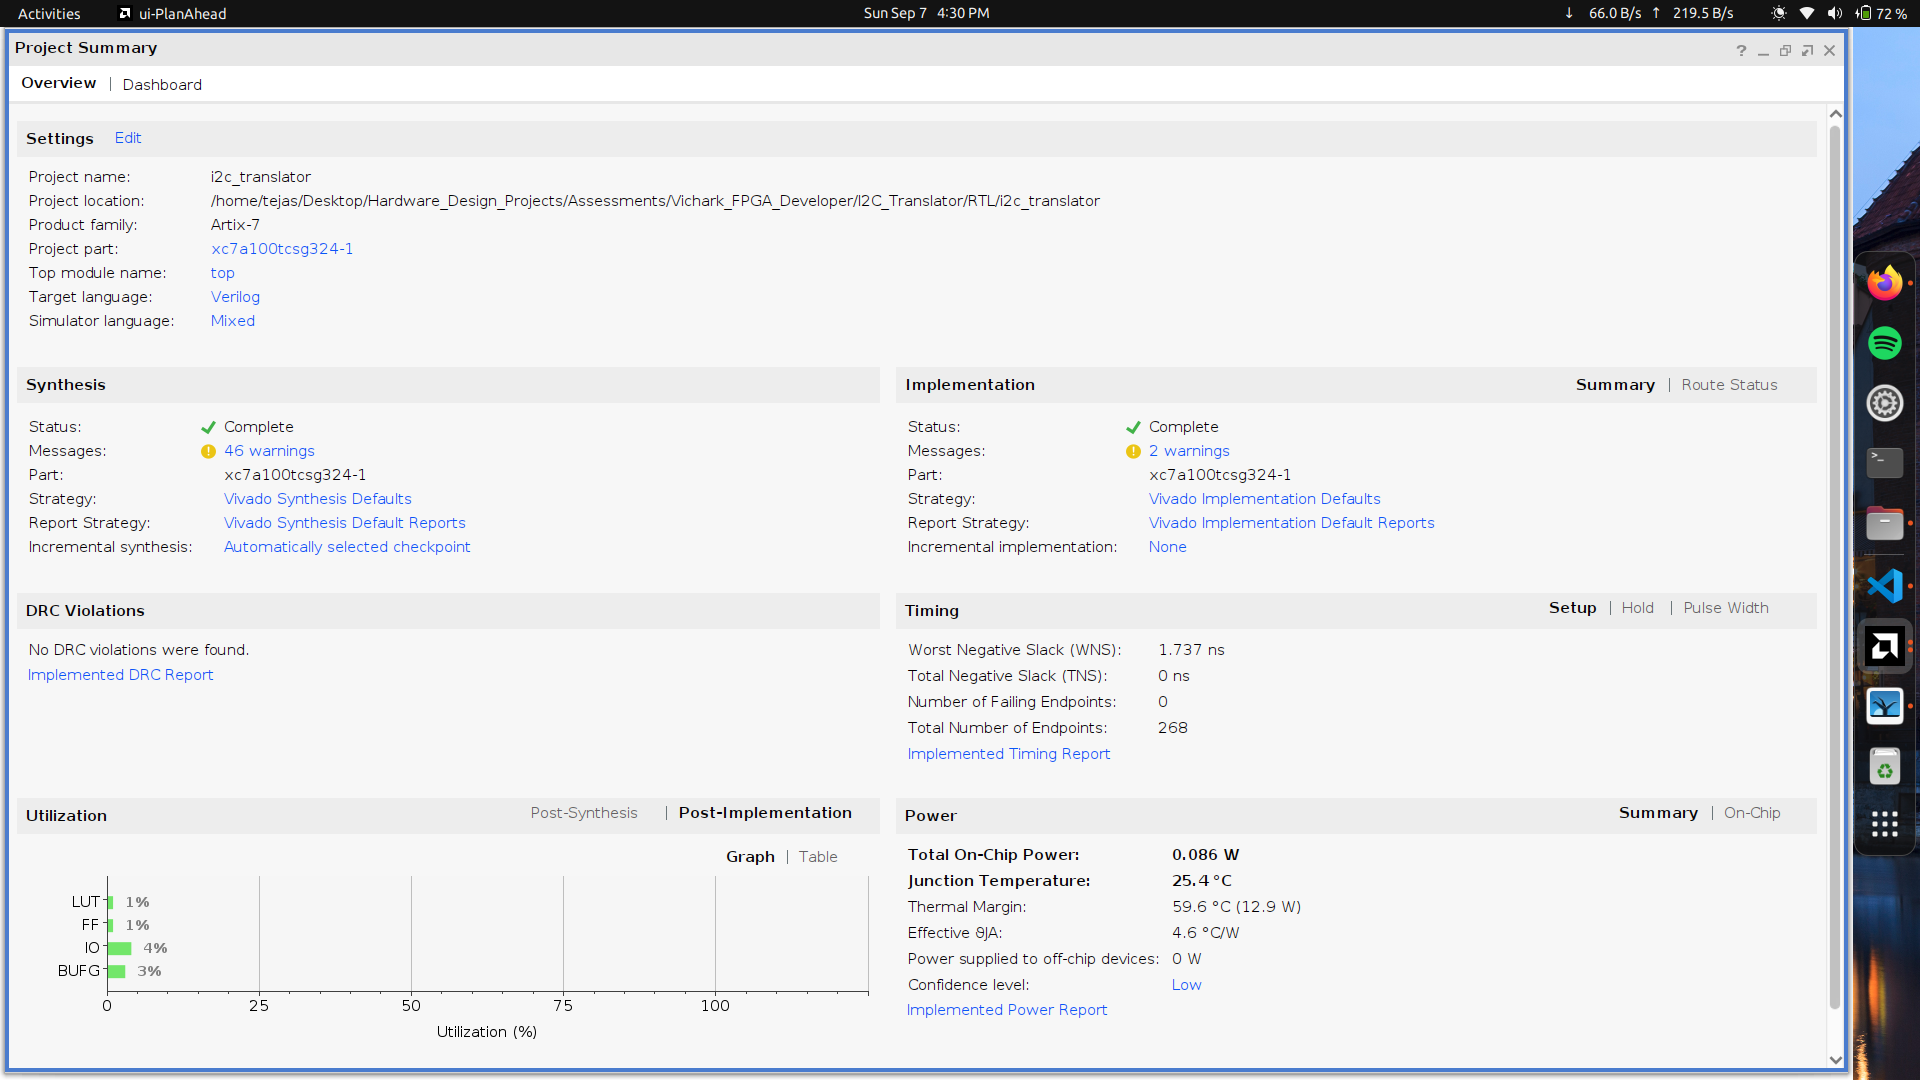 Activities ui-PlanAhead Sun Sep 7 4:30 PM ↓ 66.0 B/s ↑ 219.5 B/s 72 %
Project Summary
Overview | Dashboard
Settings Edit
Project name: i2c_translator
Project location: /home/tejas/Desktop/Hardware_Design_Projects/Assessments/Vichark_FPGA_Developer/I2C_Translator/RTL/i2c_translator
Product family: Artix-7
Project part: xc7a100tcsg324-1
Top module name: top
Target language: Verilog
Simulator language: Mixed
Synthesis
Status: Complete
Messages: 46 warnings
Part: xc7a100tcsg324-1
Strategy: Vivado Synthesis Defaults
Report Strategy: Vivado Synthesis Default Reports
Incremental synthesis: Automatically selected checkpoint
Implementation Summary | Route Status
Status: Complete
Messages: 2 warnings
Part: xc7a100tcsg324-1
Strategy: Vivado Implementation Defaults
Report Strategy: Vivado Implementation Default Reports
Incremental implementation: None
DRC Violations
No DRC violations were found.
Implemented DRC Report
Timing Setup | Hold | Pulse Width
Worst Negative Slack (WNS): 1.737 ns
Total Negative Slack (TNS): 0 ns
Number of Failing Endpoints: 0
Total Number of Endpoints: 268
Implemented Timing Report
Utilization Post-Synthesis | Post-Implementation
Graph | Table
LUT 1%
FF 1%
IO 4%
BUFG 3%
0 25 50 75 100
Utilization (%)
Power Summary | On-Chip
Total On-Chip Power: 0.086 W
Junction Temperature: 25.4 °C
Thermal Margin: 59.6 °C (12.9 W)
Effective ϑJA: 4.6 °C/W
Power supplied to off-chip devices: 0 W
Confidence level: Low
Implemented Power Report